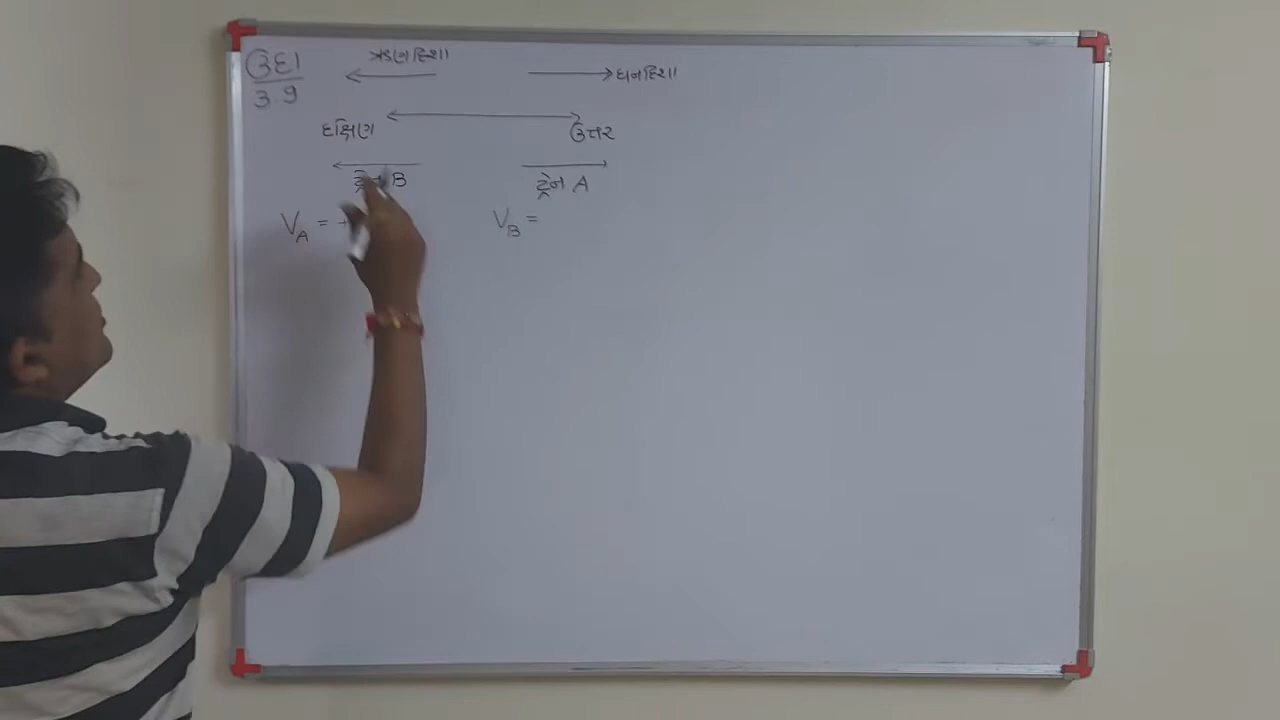 ઉદા
3.9
ઋણદિશા
ધનદિશા
દક્ષિણ
ઉત્તર
ટ્રેન B
ટ્રેન A
V_A = +
V_B =